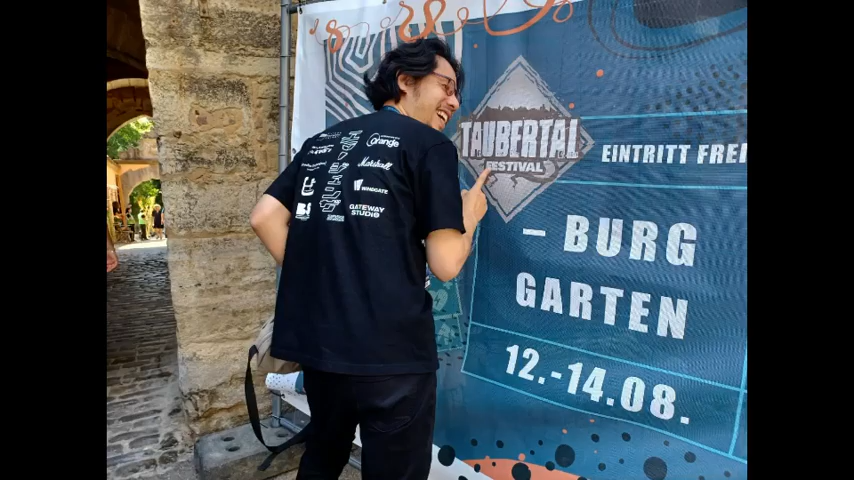 TAUBERTAL
FESTIVAL
EINTRITT FREI
– BURG
GARTEN
12.-14.08.
Orange
Marshall
WINDGATE
GATEWAY
STUDIO